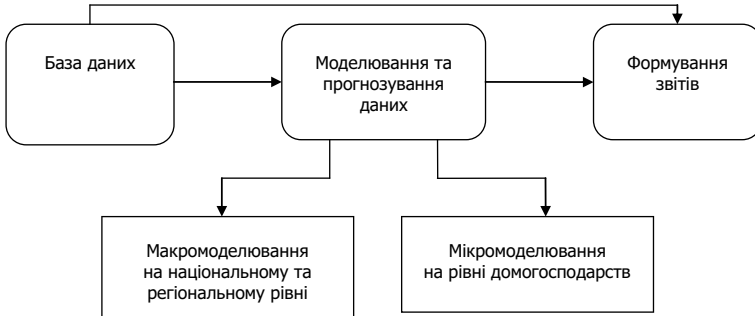 База даних
Моделювання та
прогнозування
даних
Формування
звітів
Макромоделювання
на національному та
регіональному рівні
Мікромоделювання
на рівні домогосподарств